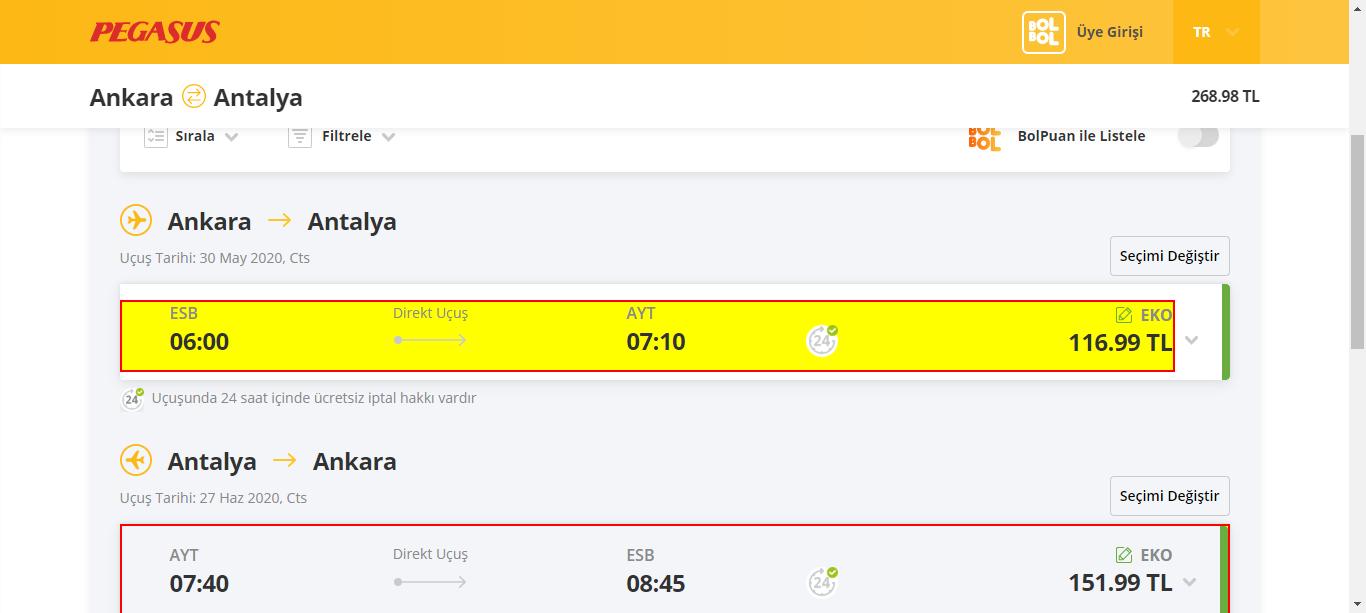 PEGASUS
BOL BOL Üye Girişi TR
Ankara Antalya 268.98 TL
Sırala Filtrele BOL BOL BolPuan ile Listele
Ankara Antalya
Uçuş Tarihi: 30 May 2020, Cts
Seçimi Değiştir
ESB Direkt Uçuş AYT EKO
06:00 07:10 24 116.99 TL
24 Uçuşunda 24 saat içinde ücretsiz iptal hakkı vardır
Antalya Ankara
Uçuş Tarihi: 27 Haz 2020, Cts
Seçimi Değiştir
AYT Direkt Uçuş ESB EKO
07:40 08:45 24 151.99 TL